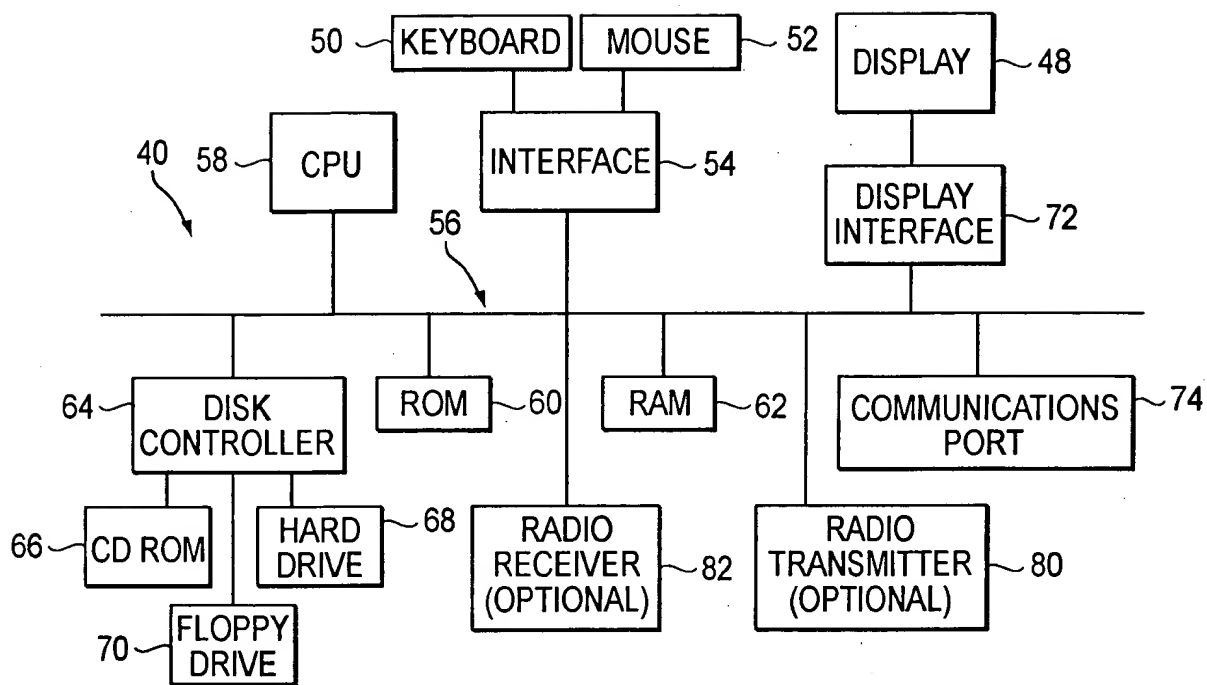 50
KEYBOARD
MOUSE
52
DISPLAY
48
40
58
CPU
INTERFACE
54
DISPLAY
INTERFACE
72
56
64
DISK
CONTROLLER
ROM
60
RAM
62
COMMUNICATIONS
PORT
74
66
CD ROM
HARD
DRIVE
68
RADIO
RECEIVER
(OPTIONAL)
82
RADIO
TRANSMITTER
(OPTIONAL)
80
70
FLOPPY
DRIVE